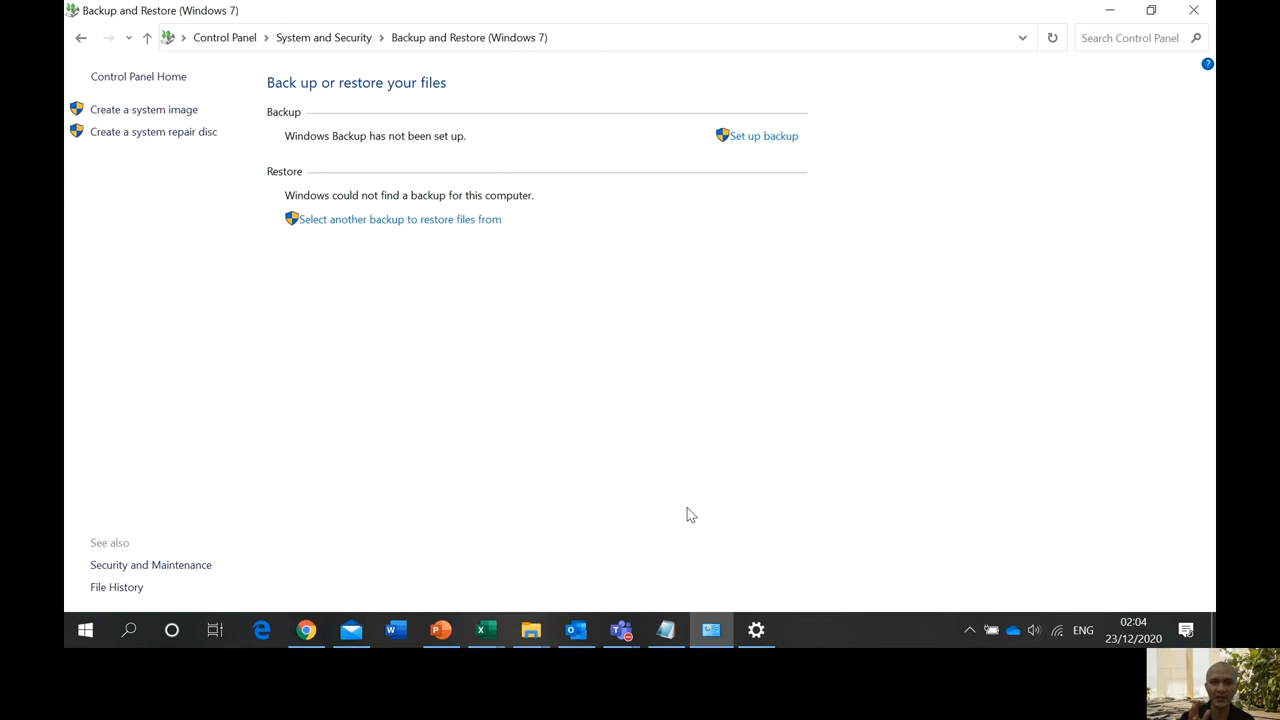 Backup and Restore (Windows 7)
Control Panel > System and Security > Backup and Restore (Windows 7)
Search Control Panel
Control Panel Home
Create a system image
Create a system repair disc
Back up or restore your files
Backup
Windows Backup has not been set up.
Set up backup
Restore
Windows could not find a backup for this computer.
Select another backup to restore files from
See also
Security and Maintenance
File History
ENG
02:04
23/12/2020